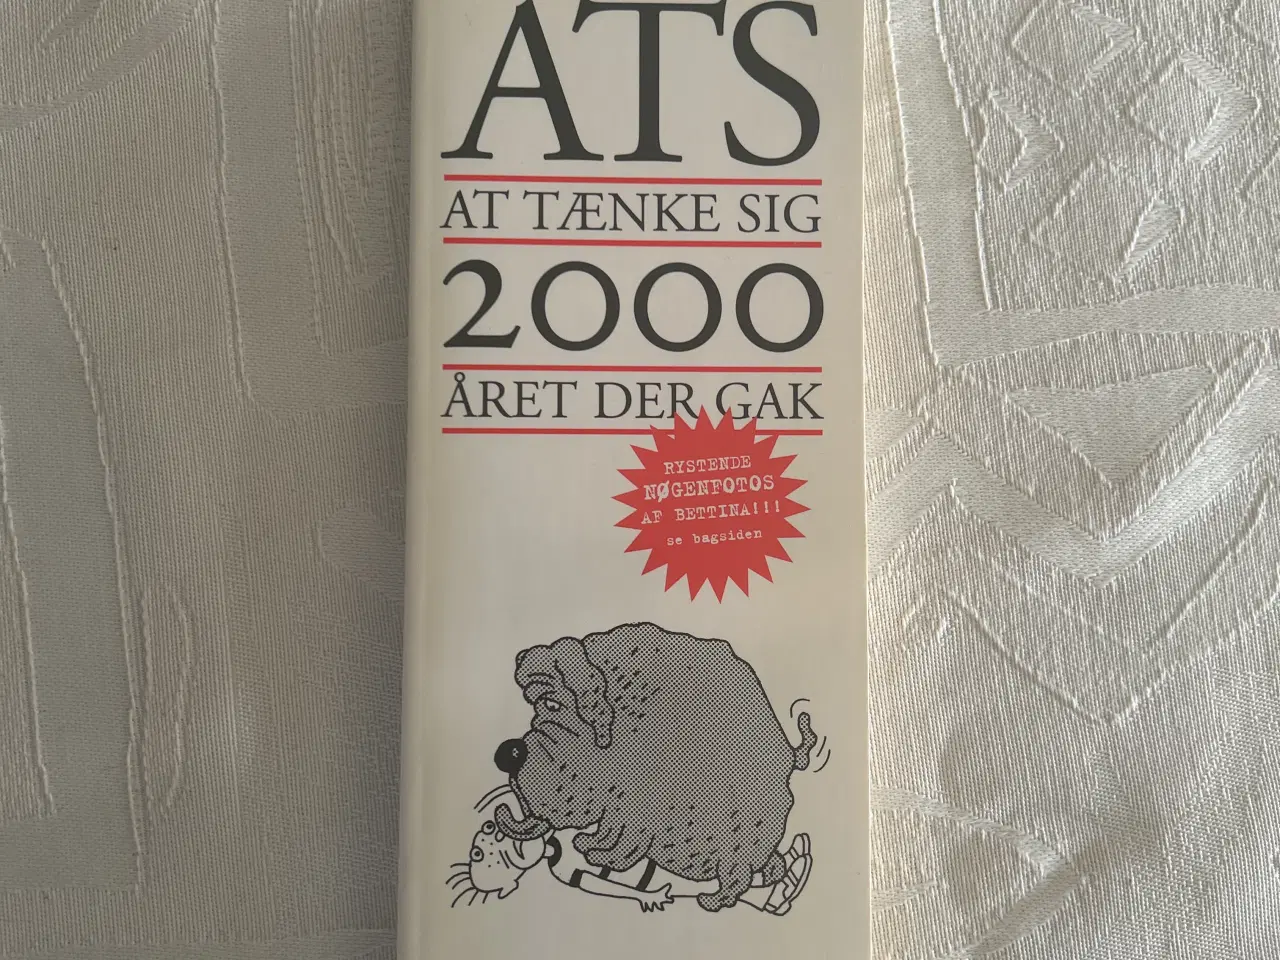 ATS
AT TÆNKE SIG
2000
ÅRET DER GAK
RYSTENDE
NØGENFOTOS
AF BETTINA!!!
se bagsiden